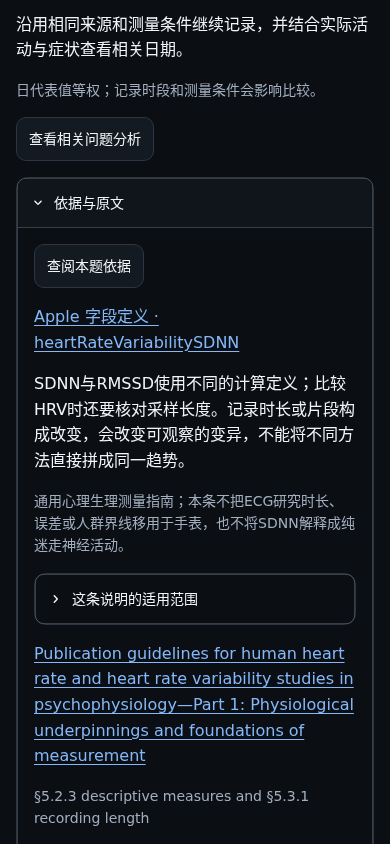 沿用相同来源和测量条件继续记录，并结合实际活
动与症状查看相关日期。
日代表值等权；记录时段和测量条件会影响比较。
查看相关问题分析
依据与原文
查阅本题依据
Apple 字段定义 ·
heartRateVariabilitySDNN
SDNN与RMSSD使用不同的计算定义；比较
HRV时还要核对采样长度。记录时长或片段构
成改变，会改变可观察的变异，不能将不同方
法直接拼成同一趋势。
通用心理生理测量指南；本条不把ECG研究时长、
误差或人群界线移用于手表，也不将SDNN解释成纯
迷走神经活动。
这条说明的适用范围
Publication guidelines for human heart
rate and heart rate variability studies in
psychophysiology—Part 1: Physiological
underpinnings and foundations of
measurement
§5.2.3 descriptive measures and §5.3.1
recording length